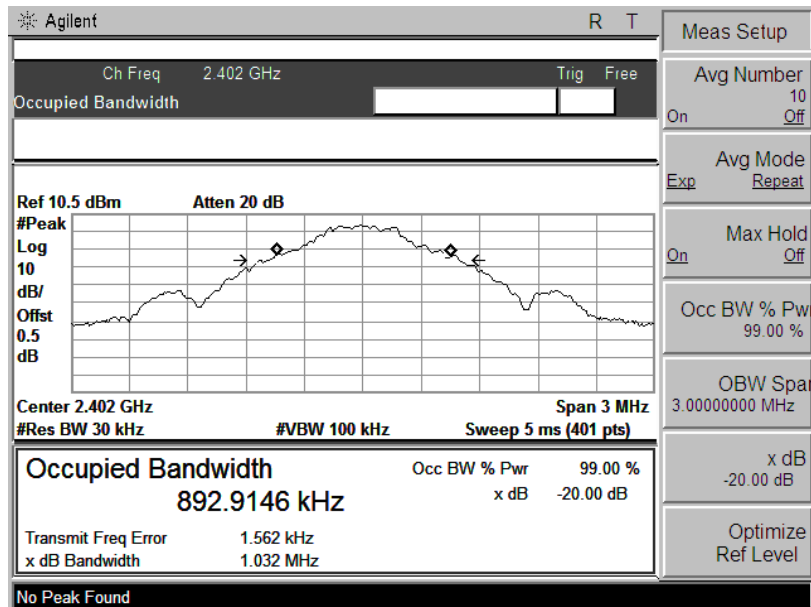 Agilent R T
Meas Setup
Ch Freq 2.402 GHz Trig Free
Occupied Bandwidth
Avg Number
10
On Off
Avg Mode
Exp Repeat
Max Hold
On Off
Occ BW % Pwr
99.00 %
OBW Span
3.00000000 MHz
x dB
-20.00 dB
Optimize
Ref Level
Ref 10.5 dBm Atten 20 dB
#Peak
Log
10
dB/
Offst
0.5
dB
Center 2.402 GHz Span 3 MHz
#Res BW 30 kHz #VBW 100 kHz Sweep 5 ms (401 pts)
Occupied Bandwidth Occ BW % Pwr 99.00 %
892.9146 kHz x dB -20.00 dB
Transmit Freq Error 1.562 kHz
x dB Bandwidth 1.032 MHz
No Peak Found